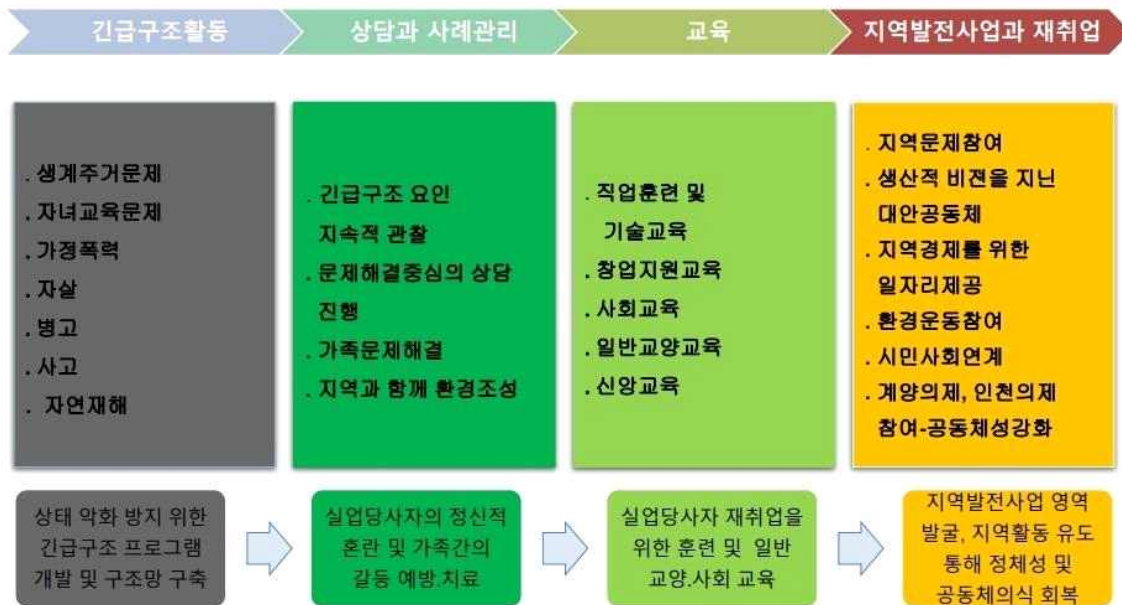 긴급구조활동
상담과 사례관리
교육
지역발전사업과 재취업
. 생계주거문제
. 자녀교육문제
. 가정폭력
. 자살
. 병고
. 사고
. 자연재해
. 긴급구조 요인
지속적 관찰
. 문제해결중심의 상담
진행
. 가족문제해결
. 지역과 함께 환경조성
. 직업훈련 및
기술교육
. 창업지원교육
. 사회교육
. 일반교양교육
. 신앙교육
. 지역문제참여
. 생산적 비젼을 지닌
대안공동체
. 지역경제를 위한
일자리제공
. 환경운동참여
. 시민사회연계
. 계양의제, 인천의제
참여-공동체성강화
상태 악화 방지 위한
긴급구조 프로그램
개발 및 구조망 구축
실업당사자의 정신적
혼란 및 가족간의
갈등 예방.치료
실업당사자 재취업을
위한 훈련 및 일반
교양.사회 교육
지역발전사업 영역
발굴, 지역활동 유도
통해 정체성 및
공동체의식 회복